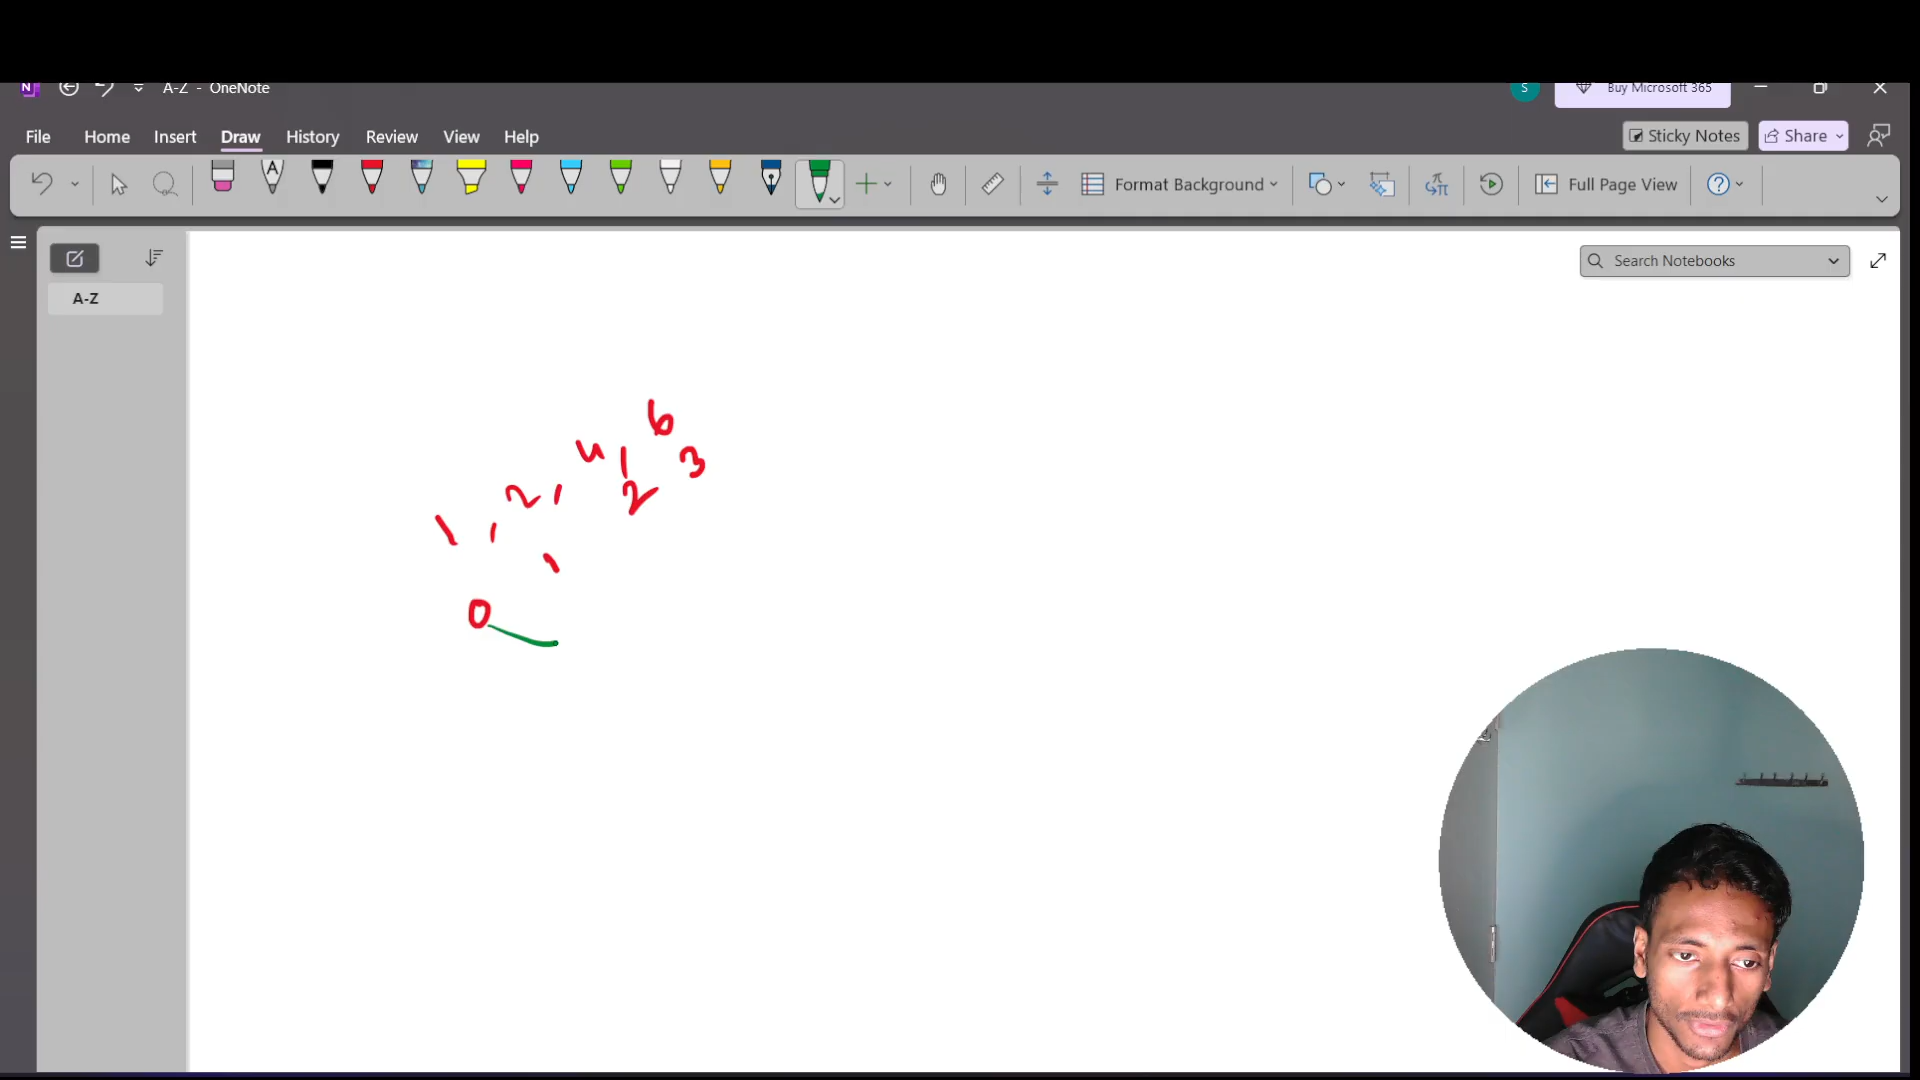 A-Z - OneNote
S
Buy Microsoft 365
File Home Insert Draw History Review View Help
Sticky Notes
Share
Format Background
Full Page View
Search Notebooks
A-Z
1, 2, 4, 6
0 1 2 3